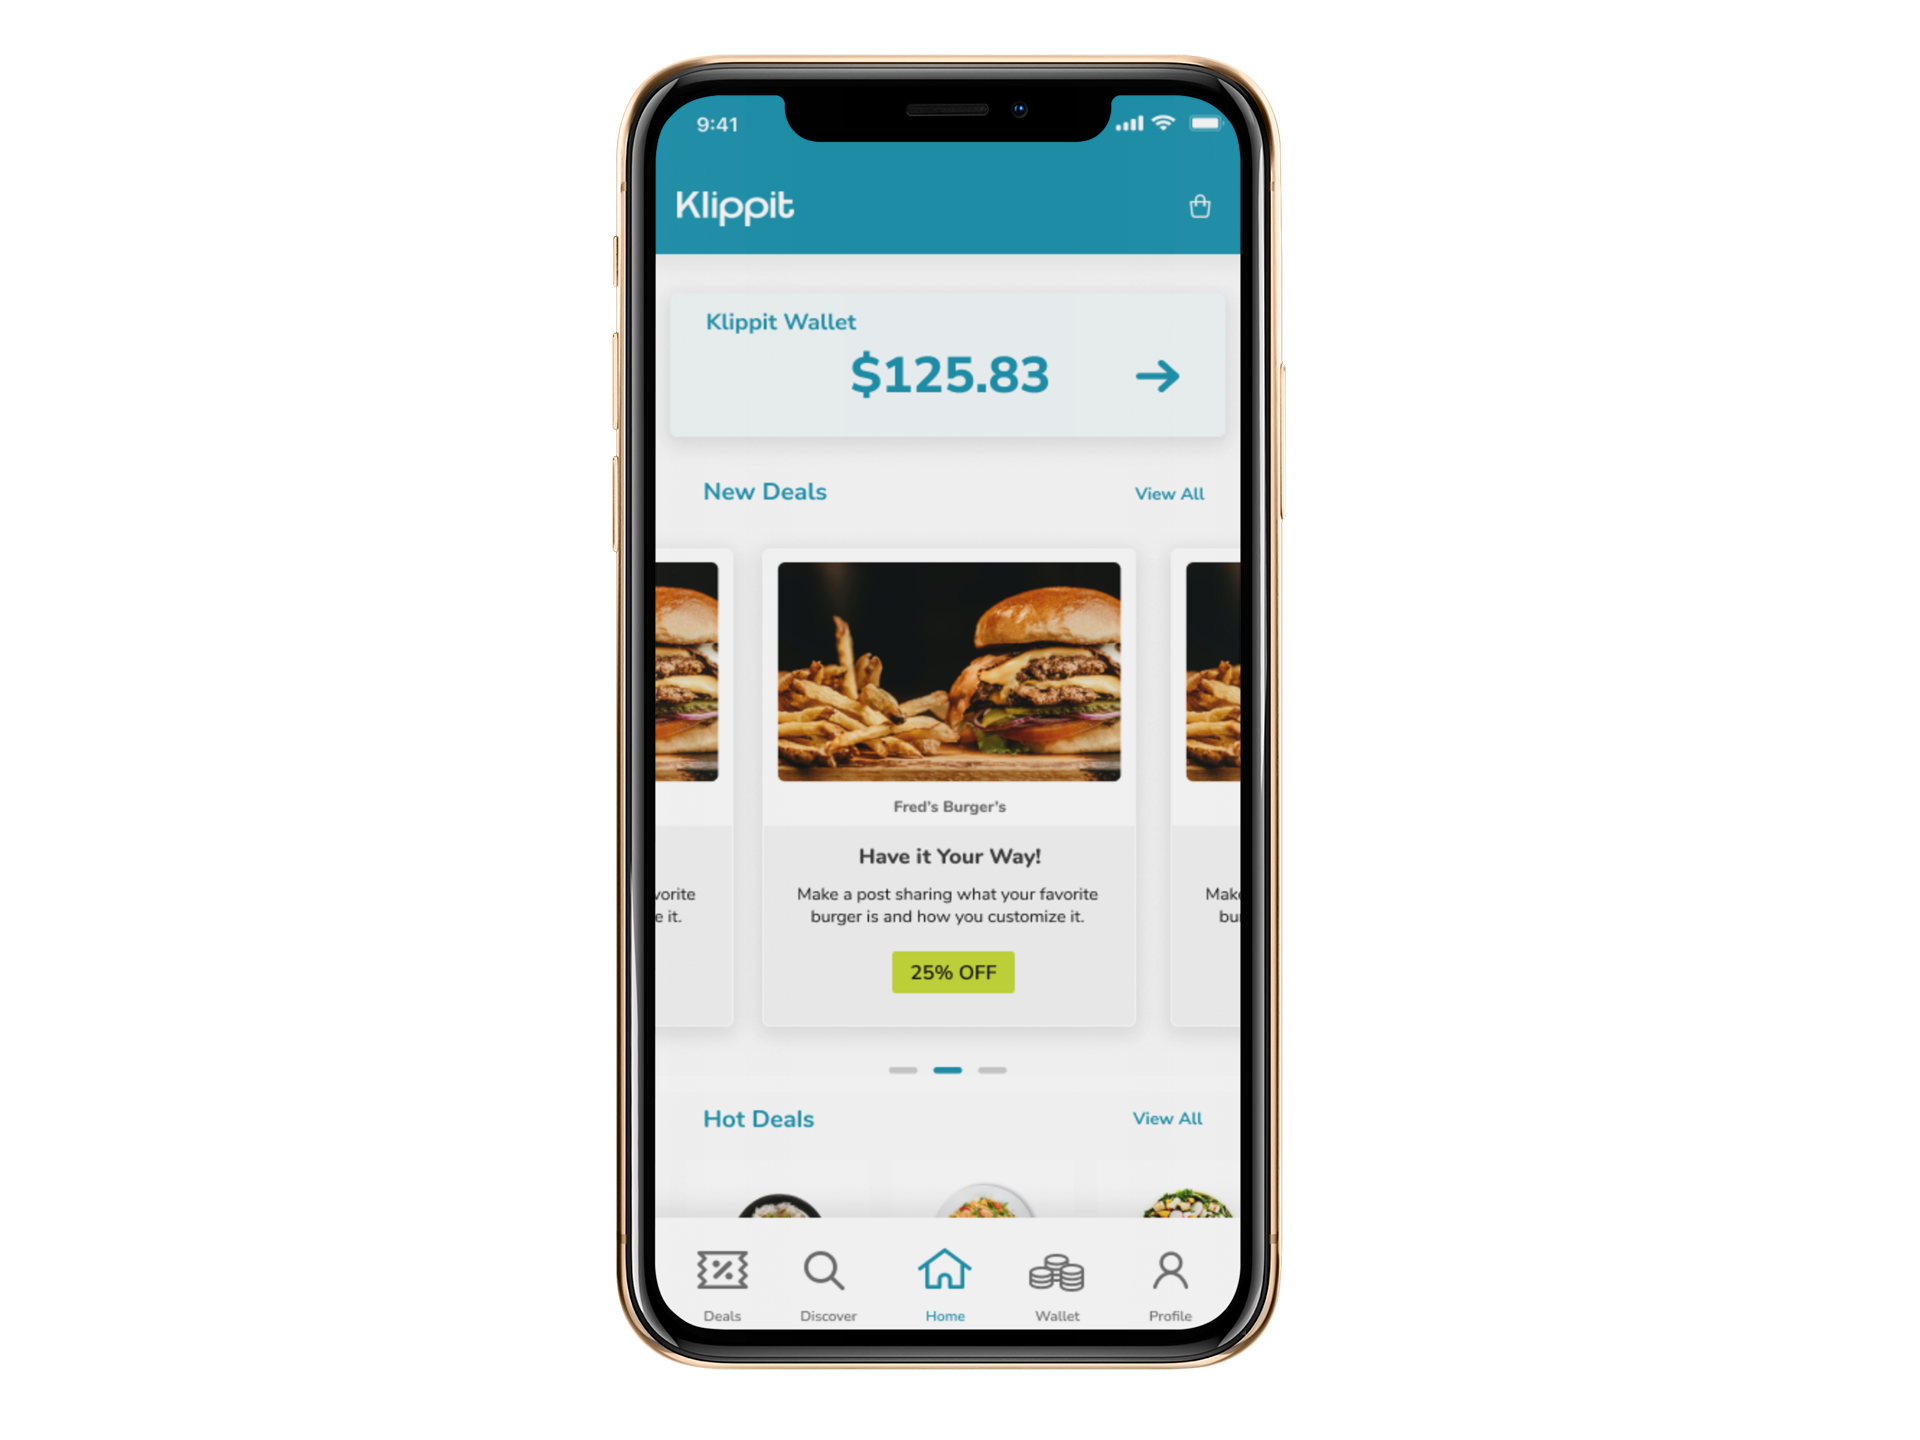 9:41
Klippit
Klippit Wallet
$125.83
New Deals
View All
Fred's Burger's
Have it Your Way!
vorite
Make a post sharing what your favorite
Mak
e it.
burger is and how you customize it.
bu
25% OFF
Hot Deals
View All
Deals
Discover
Home
Wallet
Profile